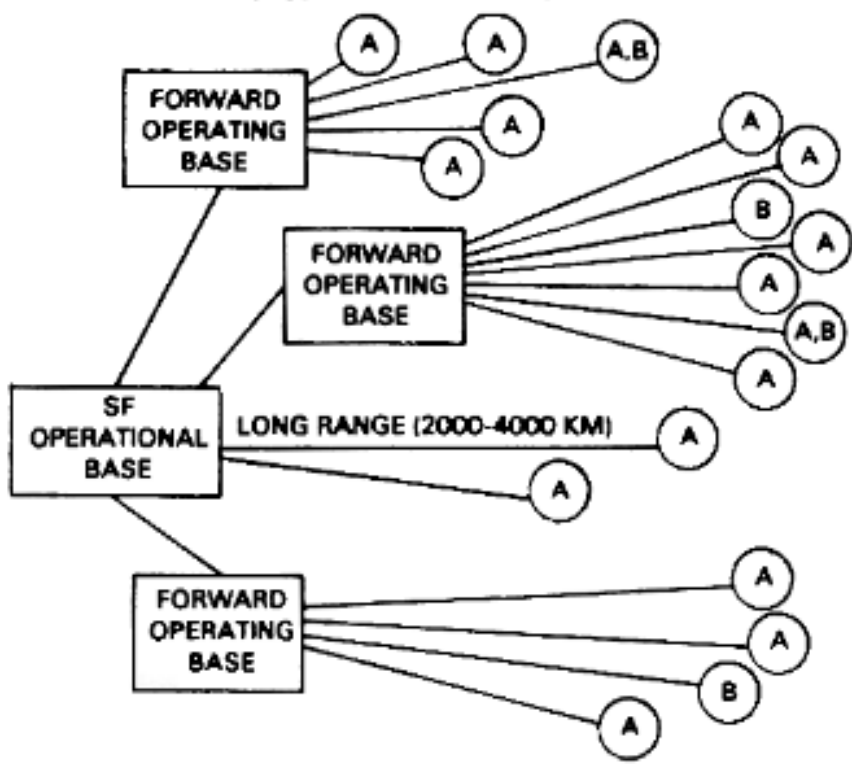 A
A
A,B
FORWARD
OPERATING
BASE
A
A
A
A
B
FORWARD
OPERATING
BASE
A
A
A,B
A
SF
OPERATIONAL
BASE
LONG RANGE (2000-4000 KM)
A
A
FORWARD
OPERATING
BASE
A
A
B
A